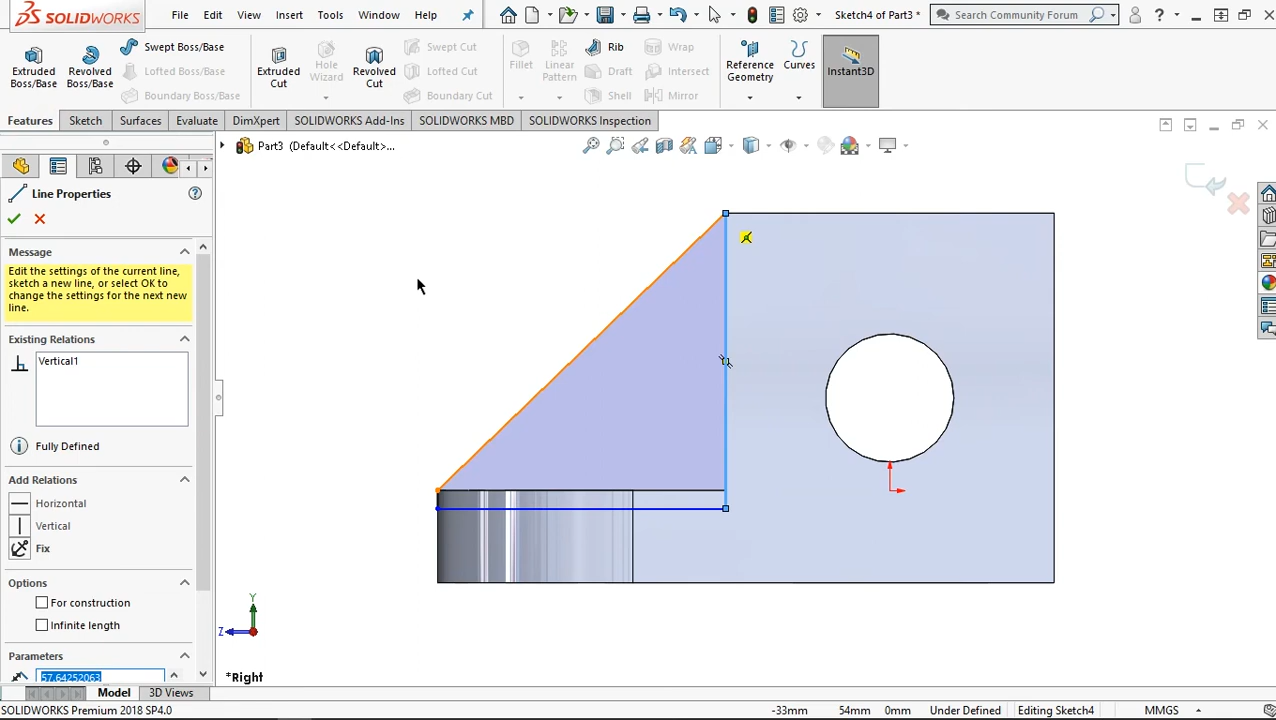 SOLIDWORKS File Edit View Insert Tools Window Help Sketch4 of Part3 * Search Community Forum ?
Extruded Boss/Base
Revolved Boss/Base
Swept Boss/Base
Lofted Boss/Base
Boundary Boss/Base
Extruded Cut
Hole Wizard
Revolved Cut
Swept Cut
Lofted Cut
Boundary Cut
Fillet
Linear Pattern
Rib
Draft
Shell
Wrap
Intersect
Mirror
Reference Geometry
Curves
Instant3D
Features Sketch Surfaces Evaluate DimXpert SOLIDWORKS Add-Ins SOLIDWORKS MBD SOLIDWORKS Inspection
Part3 (Default<<Default>...
Line Properties ?
Message
Edit the settings of the current line,
sketch a new line, or select OK to
change the settings for the next new
line.
Existing Relations
Vertical1
Fully Defined
Add Relations
Horizontal
Vertical
Fix
Options
For construction
Infinite length
Parameters
57.64252063
Y
Z
*Right
Model 3D Views
SOLIDWORKS Premium 2018 SP4.0 -33mm 54mm 0mm Under Defined Editing Sketch4 MMGS